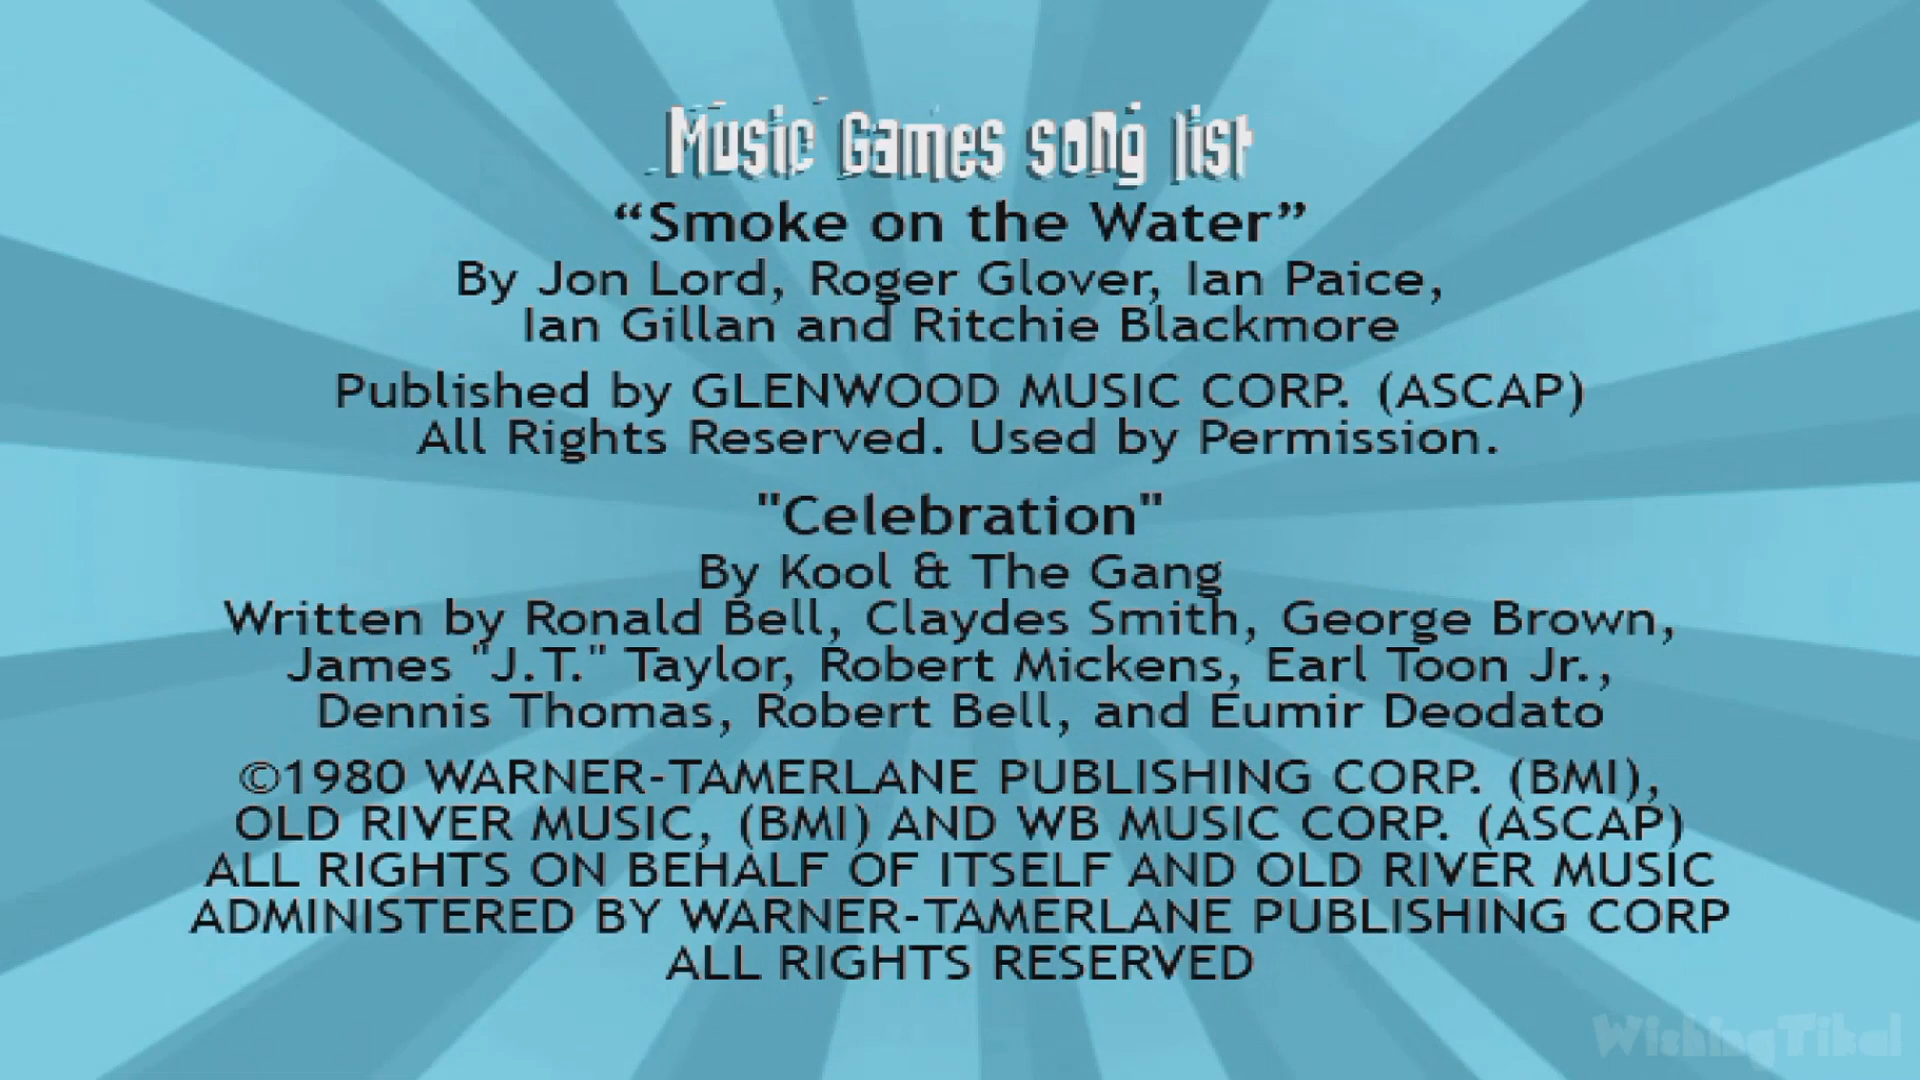 Music Games song list
“Smoke on the Water”
By Jon Lord, Roger Glover, Ian Paice,
Ian Gillan and Ritchie Blackmore
Published by GLENWOOD MUSIC CORP. (ASCAP)
All Rights Reserved. Used by Permission.
"Celebration"
By Kool & The Gang
Written by Ronald Bell, Claydes Smith, George Brown,
James "J.T." Taylor, Robert Mickens, Earl Toon Jr.,
Dennis Thomas, Robert Bell, and Eumir Deodato
©1980 WARNER-TAMERLANE PUBLISHING CORP. (BMI),
OLD RIVER MUSIC, (BMI) AND WB MUSIC CORP. (ASCAP)
ALL RIGHTS ON BEHALF OF ITSELF AND OLD RIVER MUSIC
ADMINISTERED BY WARNER-TAMERLANE PUBLISHING CORP
ALL RIGHTS RESERVED
WishingTikal